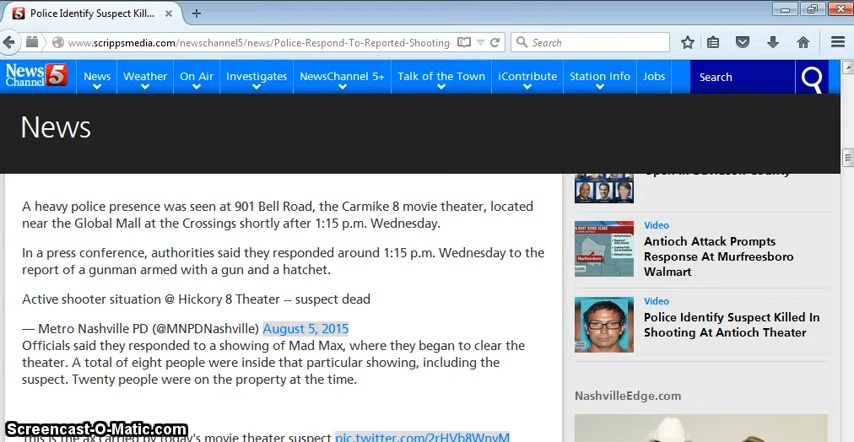 Police Identify Suspect Kill...
www.scrippsmedia.com/newschannel5/news/Police-Respond-To-Reported-Shooting-
Search
News Channel 5
News
Weather
On Air
Investigates
NewsChannel 5+
Talk of the Town
iContribute
Station Info
Jobs
Search
News
A heavy police presence was seen at 901 Bell Road, the Carmike 8 movie theater, located
near the Global Mall at the Crossings shortly after 1:15 p.m. Wednesday.
In a press conference, authorities said they responded around 1:15 p.m. Wednesday to the
report of a gunman armed with a gun and a hatchet.
Active shooter situation @ Hickory 8 Theater -- suspect dead
— Metro Nashville PD (@MNPDNashville) August 5, 2015
Officials said they responded to a showing of Mad Max, where they began to clear the
theater. A total of eight people were inside that particular showing, including the
suspect. Twenty people were on the property at the time.
This is the ax carried by today's movie theater suspect pic.twitter.com/2rHVb8WnvM
Video
Antioch Attack Prompts
Response At Murfreesboro
Walmart
Video
Police Identify Suspect Killed In
Shooting At Antioch Theater
NashvilleEdge.com
Screencast-O-Matic.com